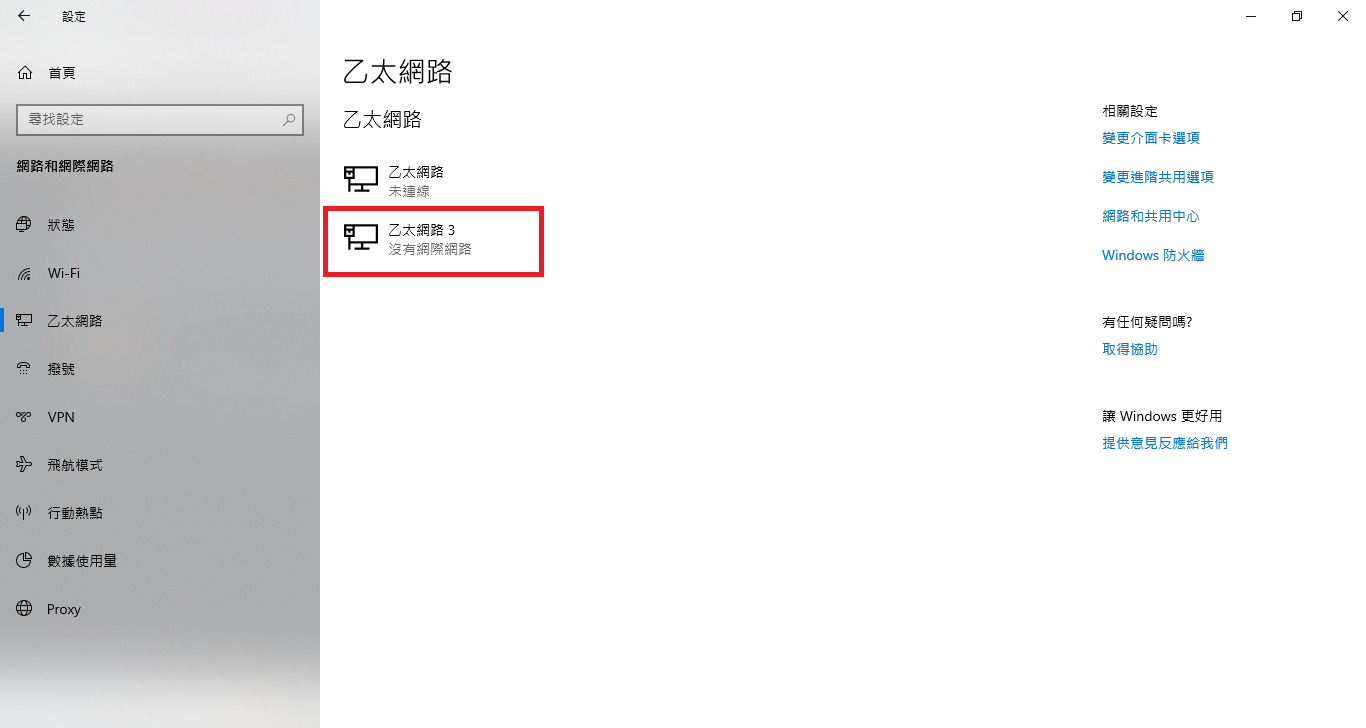 設定
首頁
尋找設定
網路和網際網路
狀態
Wi-Fi
乙太網路
撥號
VPN
飛航模式
行動熱點
數據使用量
Proxy
乙太網路
乙太網路
乙太網路
未連線
乙太網路 3
沒有網際網路
相關設定
變更介面卡選項
變更進階共用選項
網路和共用中心
Windows 防火牆
有任何疑問嗎?
取得協助
讓 Windows 更好用
提供意見反應給我們